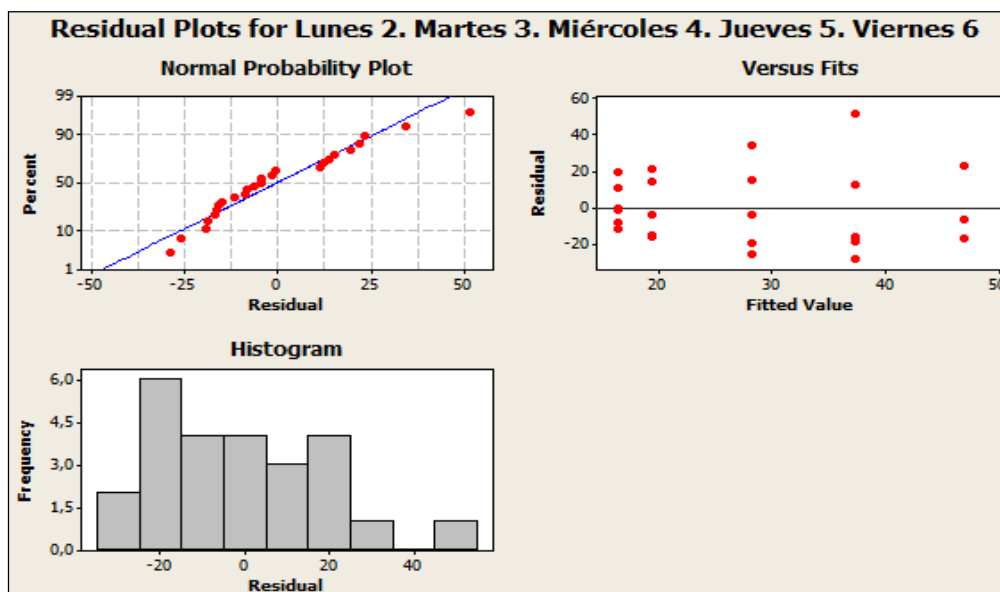 Residual Plots for Lunes 2. Martes 3. Miércoles 4. Jueves 5. Viernes 6
Normal Probability Plot
99
90
50
10
1
Percent
-50 -25 0 25 50
Residual
Versus Fits
60
40
20
0
-20
Residual
20 30 40 50
Fitted Value
Histogram
6,0
4,5
3,0
1,5
0,0
Frequency
-20 0 20 40
Residual